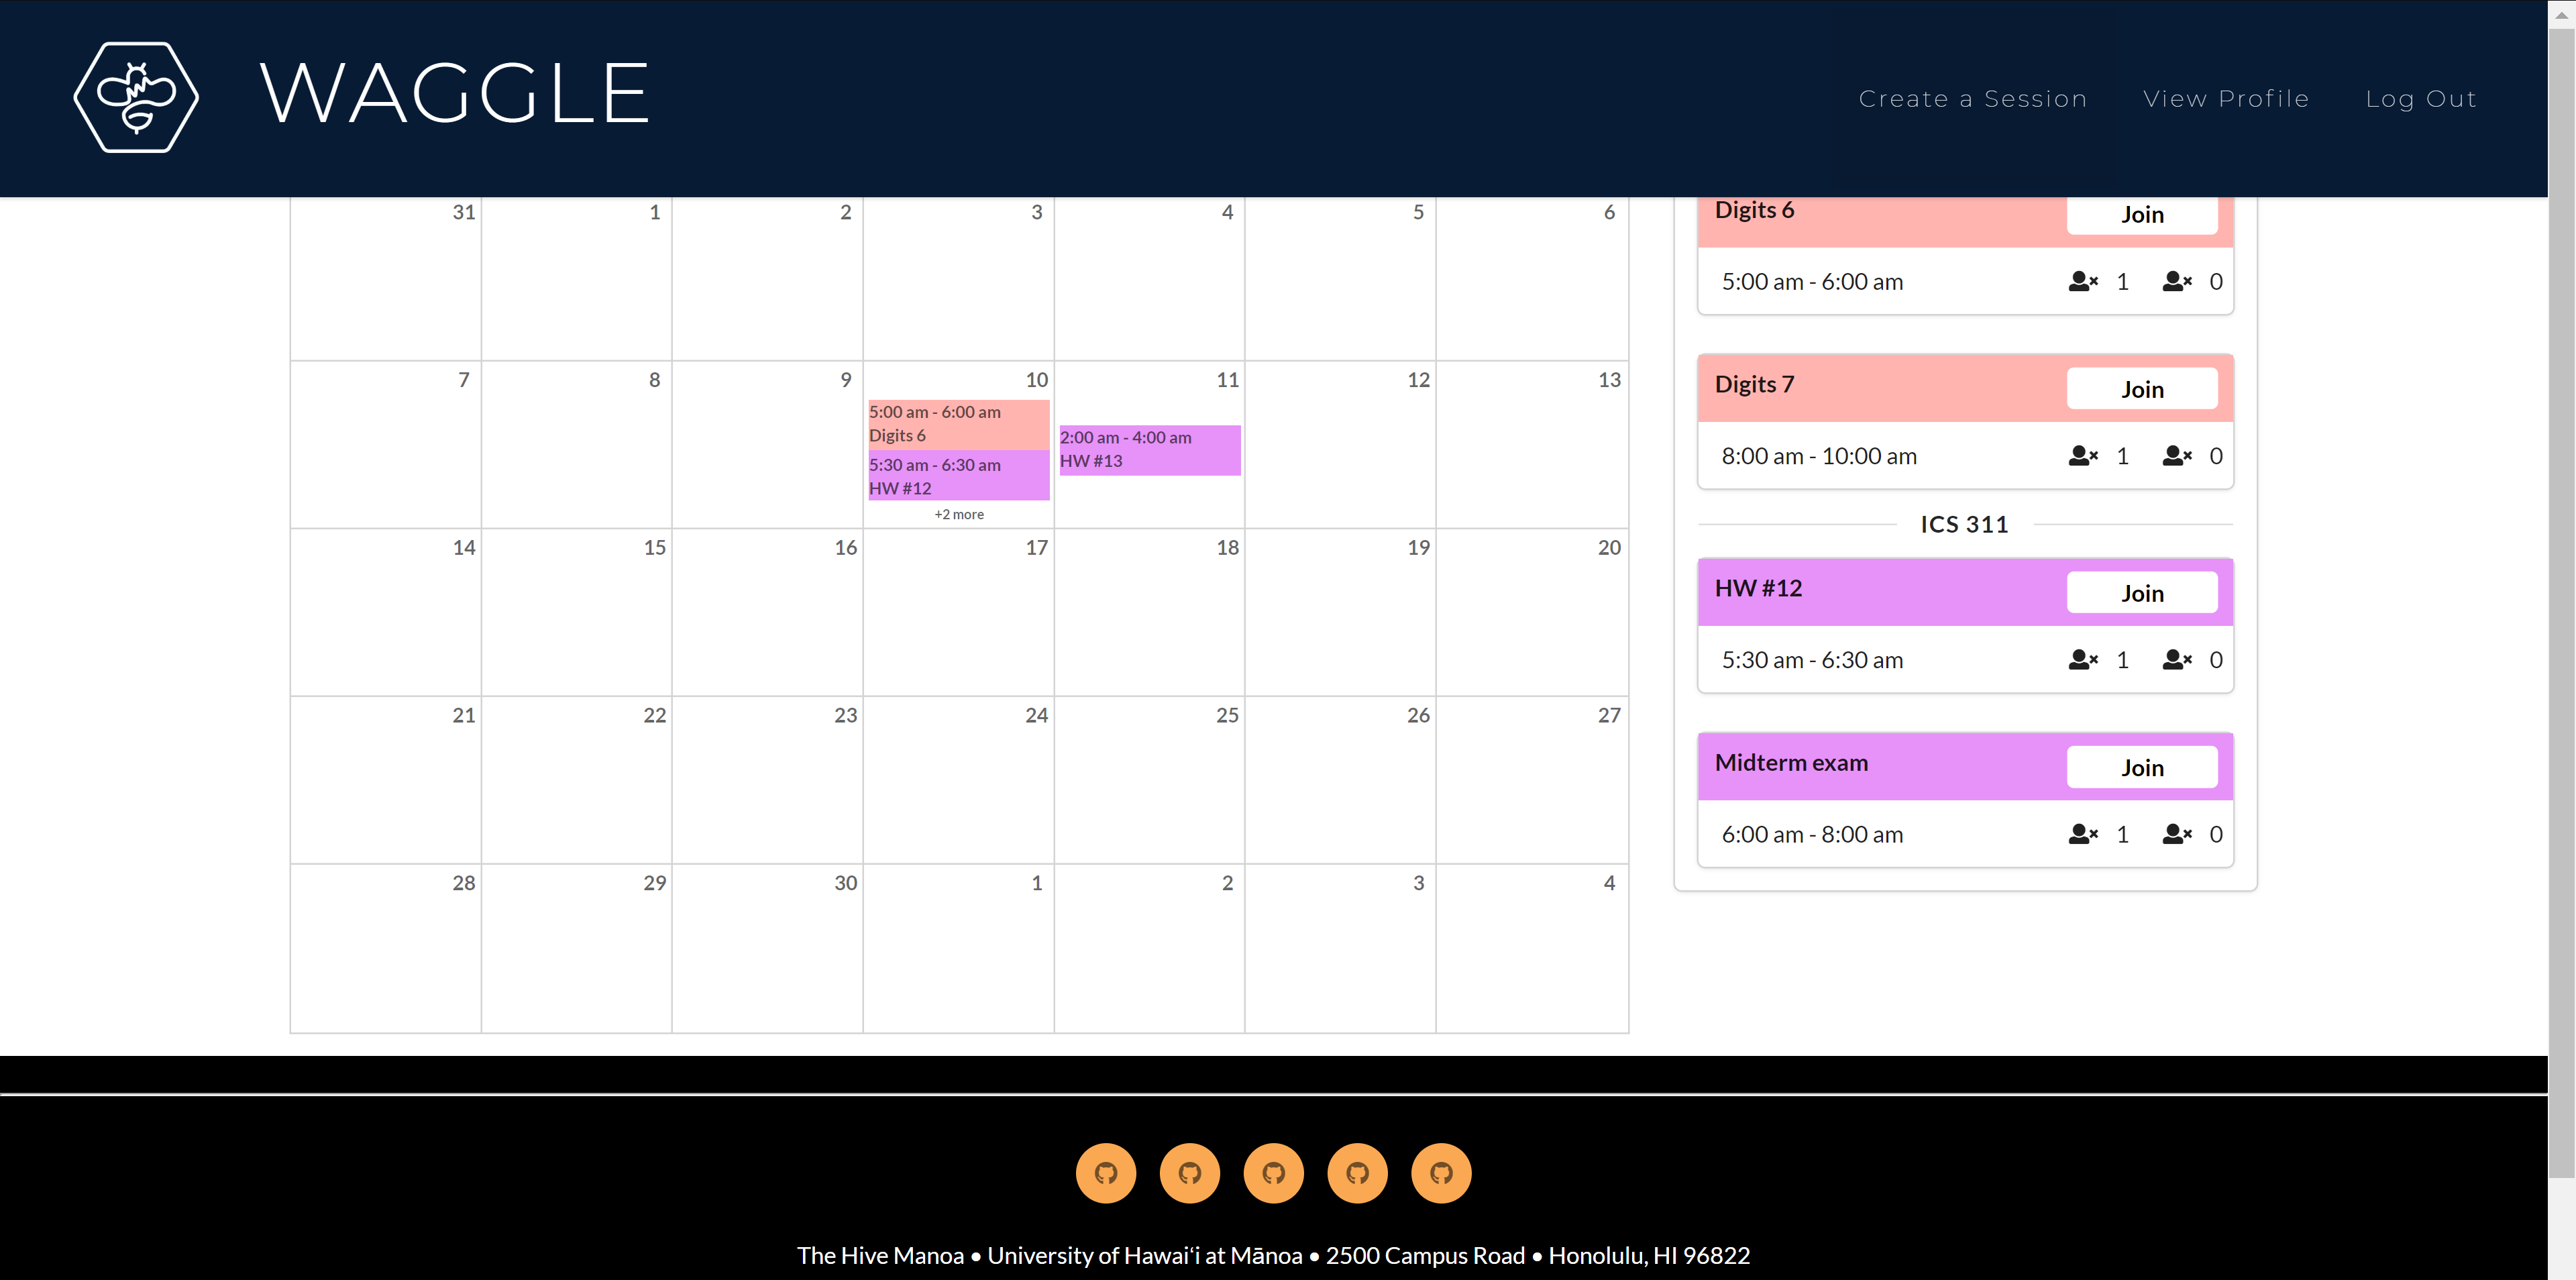 WAGGLE
Create a Session View Profile Log Out
31 1 2 3 4 5 6
7 8 9 10 11 12 13
5:00 am - 6:00 am
Digits 6
5:30 am - 6:30 am
HW #12
+2 more
2:00 am - 4:00 am
HW #13
14 15 16 17 18 19 20
21 22 23 24 25 26 27
28 29 30 1 2 3 4
Digits 6 Join
5:00 am - 6:00 am 1 0
Digits 7 Join
8:00 am - 10:00 am 1 0
ICS 311
HW #12 Join
5:30 am - 6:30 am 1 0
Midterm exam Join
6:00 am - 8:00 am 1 0
The Hive Manoa • University of Hawaiʻi at Mānoa • 2500 Campus Road • Honolulu, HI 96822